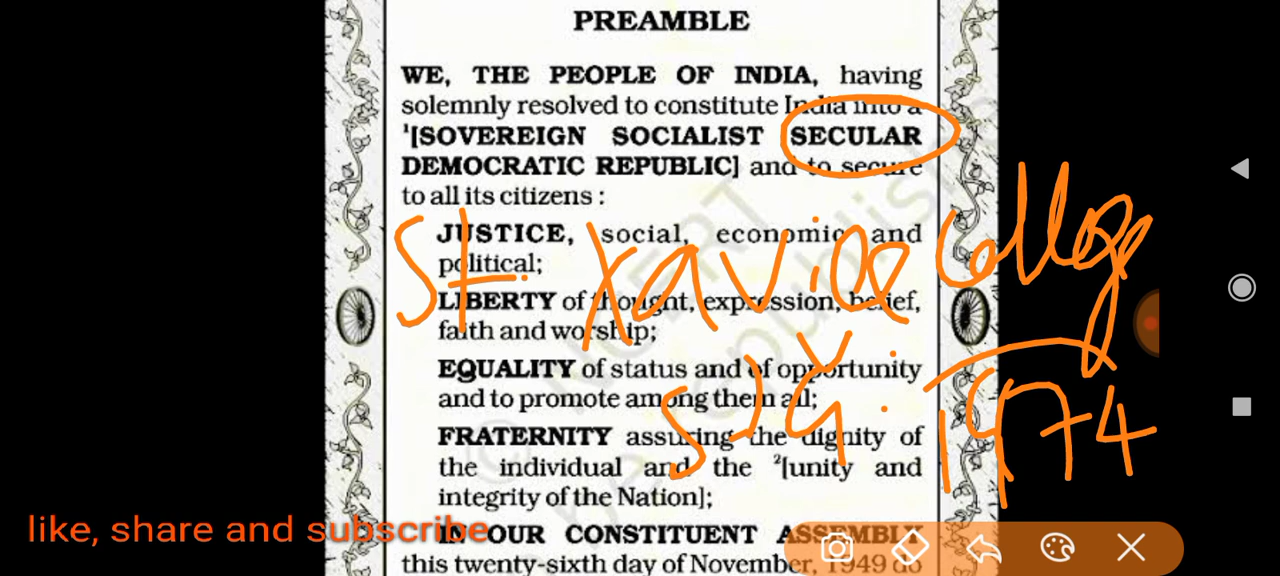 PREAMBLE
WE, THE PEOPLE OF INDIA, having
solemnly resolved to constitute India into a
¹[SOVEREIGN SOCIALIST SECULAR
DEMOCRATIC REPUBLIC] and to secure
to all its citizens :
JUSTICE, social, economic and
political;
LIBERTY of thought, expression, belief,
faith and worship;
EQUALITY of status and of opportunity
and to promote among them all;
FRATERNITY assuring the dignity of
the individual and the ²[unity and
integrity of the Nation];
OUR CONSTITUENT ASSEMBLY
this twenty-sixth day of November, 1949 do
St. College
1974
like, share and subscribe
© NCERT